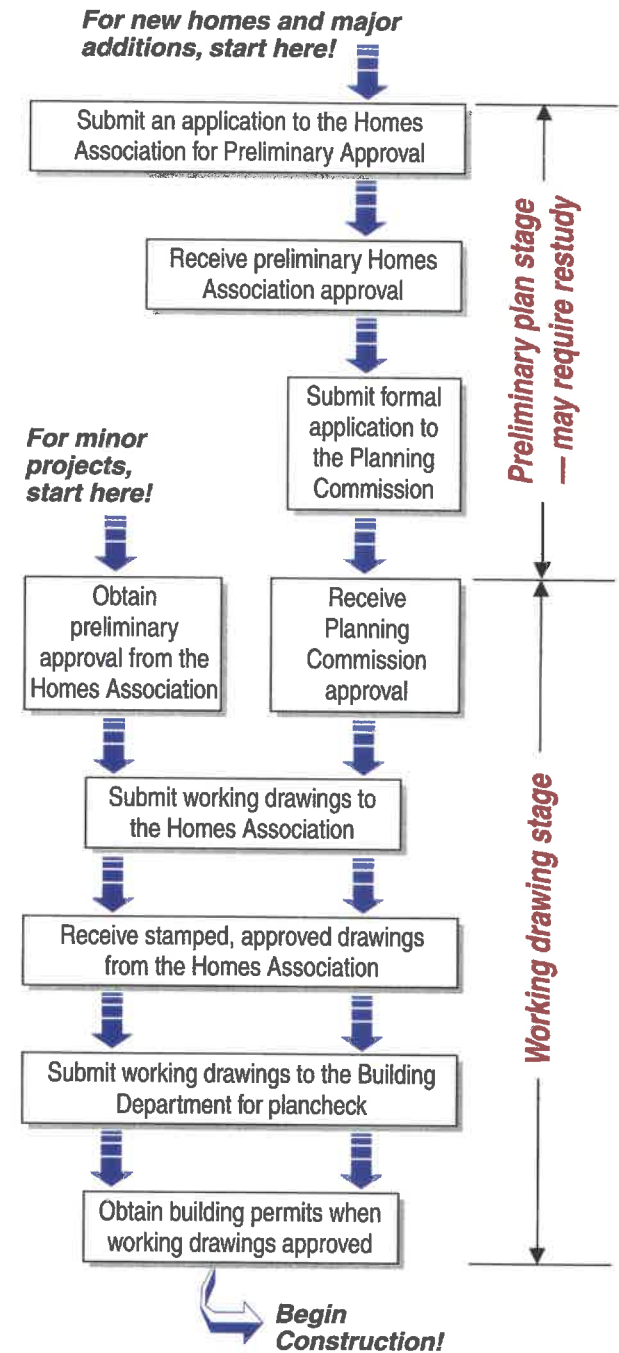 For new homes and major
additions, start here!
Submit an application to the Homes
Association for Preliminary Approval
Receive preliminary Homes
Association approval
Submit formal
application to
the Planning
Commission
Preliminary plan stage
— may require restudy
For minor
projects,
start here!
Obtain
preliminary
approval from the
Homes Association
Receive
Planning
Commission
approval
Submit working drawings to
the Homes Association
Receive stamped, approved drawings
from the Homes Association
Submit working drawings to the Building
Department for plancheck
Obtain building permits when
working drawings approved
Working drawing stage
Begin
Construction!